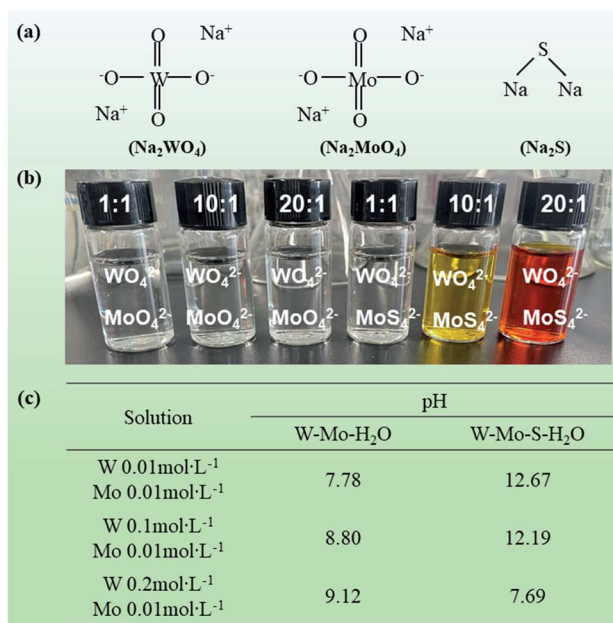 (a)
O Na⁺ O Na⁺ S
⁻O W O⁻ ⁻O Mo O⁻ Na Na
Na⁺ O Na⁺ O
(Na₂WO₄) (Na₂MoO₄) (Na₂S)
(b)
1:1 10:1 20:1 1:1 10:1 20:1
WO₄²⁻ WO₄²⁻ WO₄²⁻ WO₄²⁻ WO₄²⁻ WO₄²⁻
MoO₄²⁻ MoO₄²⁻ MoO₄²⁻ MoS₄²⁻ MoS₄²⁻ MoS₄²⁻
(c)
Solution pH
W-Mo-H₂O W-Mo-S-H₂O
W 0.01mol·L⁻¹
Mo 0.01mol·L⁻¹ 7.78 12.67
W 0.1mol·L⁻¹
Mo 0.01mol·L⁻¹ 8.80 12.19
W 0.2mol·L⁻¹
Mo 0.01mol·L⁻¹ 9.12 7.69